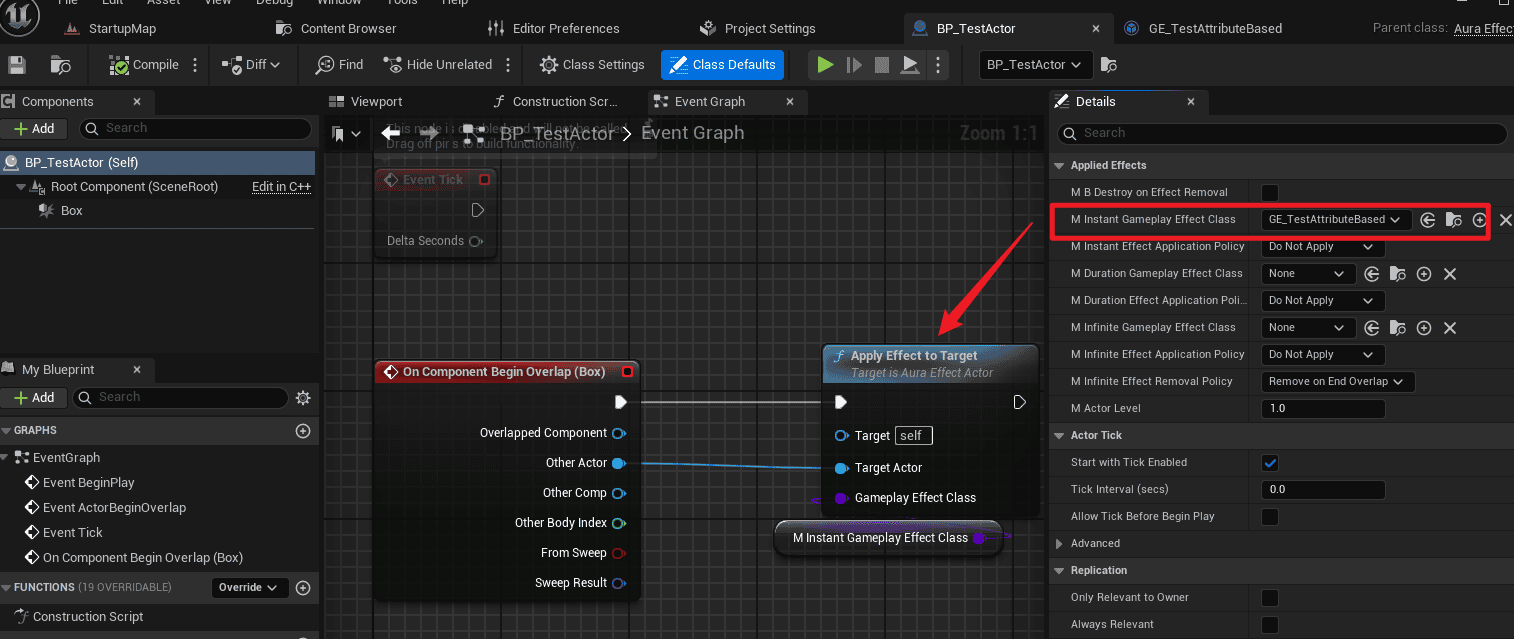 File Edit Asset View Debug Window Tools Help
StartupMap
Content Browser
Editor Preferences
Project Settings
BP_TestActor
GE_TestAttributeBased
Parent class: Aura Effec
Compile
Diff
Find
Hide Unrelated
Class Settings
Class Defaults
BP_TestActor
Components
Add
Search
BP_TestActor (Self)
Root Component (SceneRoot) Edit in C++
Box
My Blueprint
Add
Search
GRAPHS
EventGraph
Event BeginPlay
Event ActorBeginOverlap
Event Tick
On Component Begin Overlap (Box)
FUNCTIONS (19 OVERRIDABLE) Override
Construction Script
Viewport
Construction Scr...
Event Graph
BP_TestActor > Event Graph
Zoom 1:1
This node is disabled and will not be called.
Drag off pins to build functionality.
Event Tick
Delta Seconds
On Component Begin Overlap (Box)
Overlapped Component
Other Actor
Other Comp
Other Body Index
From Sweep
Sweep Result
Apply Effect to Target
Target is Aura Effect Actor
Target self
Target Actor
Gameplay Effect Class
M Instant Gameplay Effect Class
Details
Search
Applied Effects
M B Destroy on Effect Removal
M Instant Gameplay Effect Class GE_TestAttributeBased
M Instant Effect Application Policy Do Not Apply
M Duration Gameplay Effect Class None
M Duration Effect Application Poli... Do Not Apply
M Infinite Gameplay Effect Class None
M Infinite Effect Application Policy Do Not Apply
M Infinite Effect Removal Policy Remove on End Overlap
M Actor Level 1.0
Actor Tick
Start with Tick Enabled
Tick Interval (secs) 0.0
Allow Tick Before Begin Play
Advanced
Replication
Only Relevant to Owner
Always Relevant